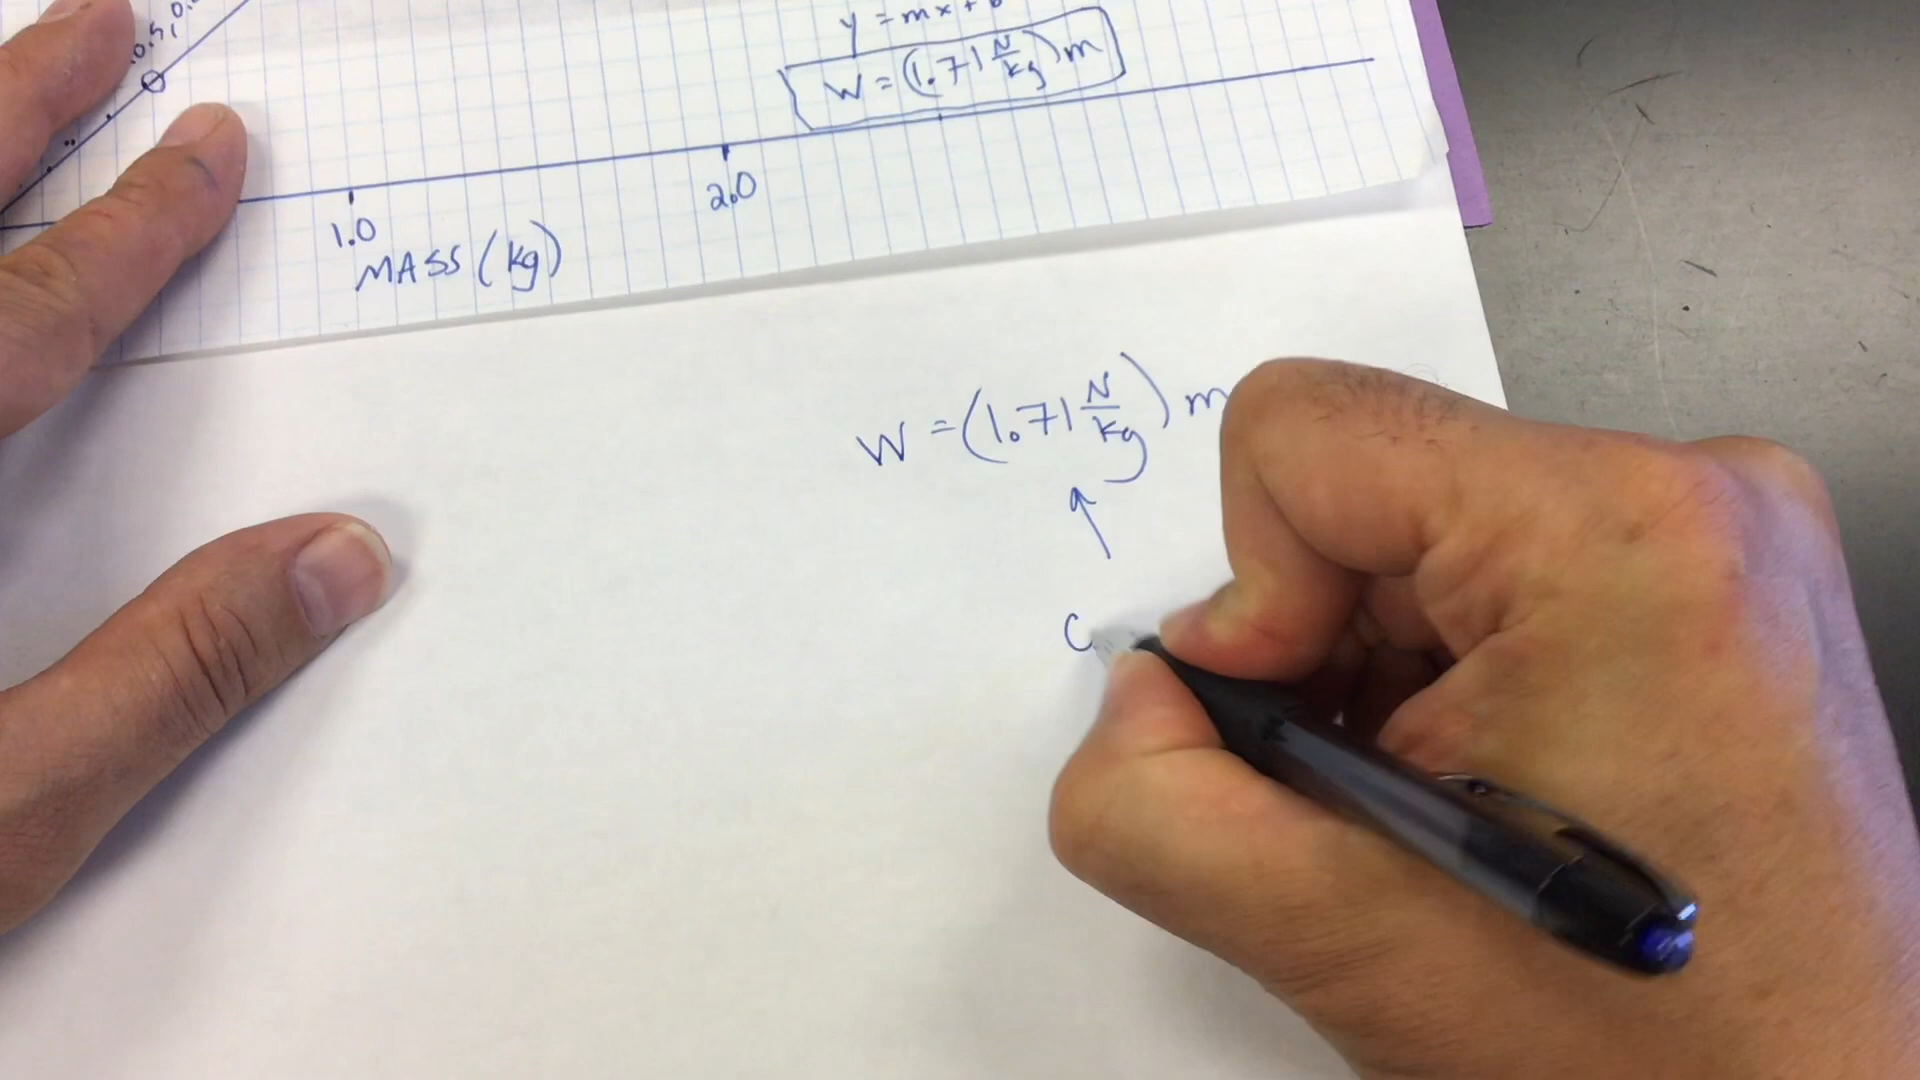 y = mx + b
W = (1.71 N/kg) m
1.0
2.0
MASS (kg)
W = (1.71 N/kg) m
C